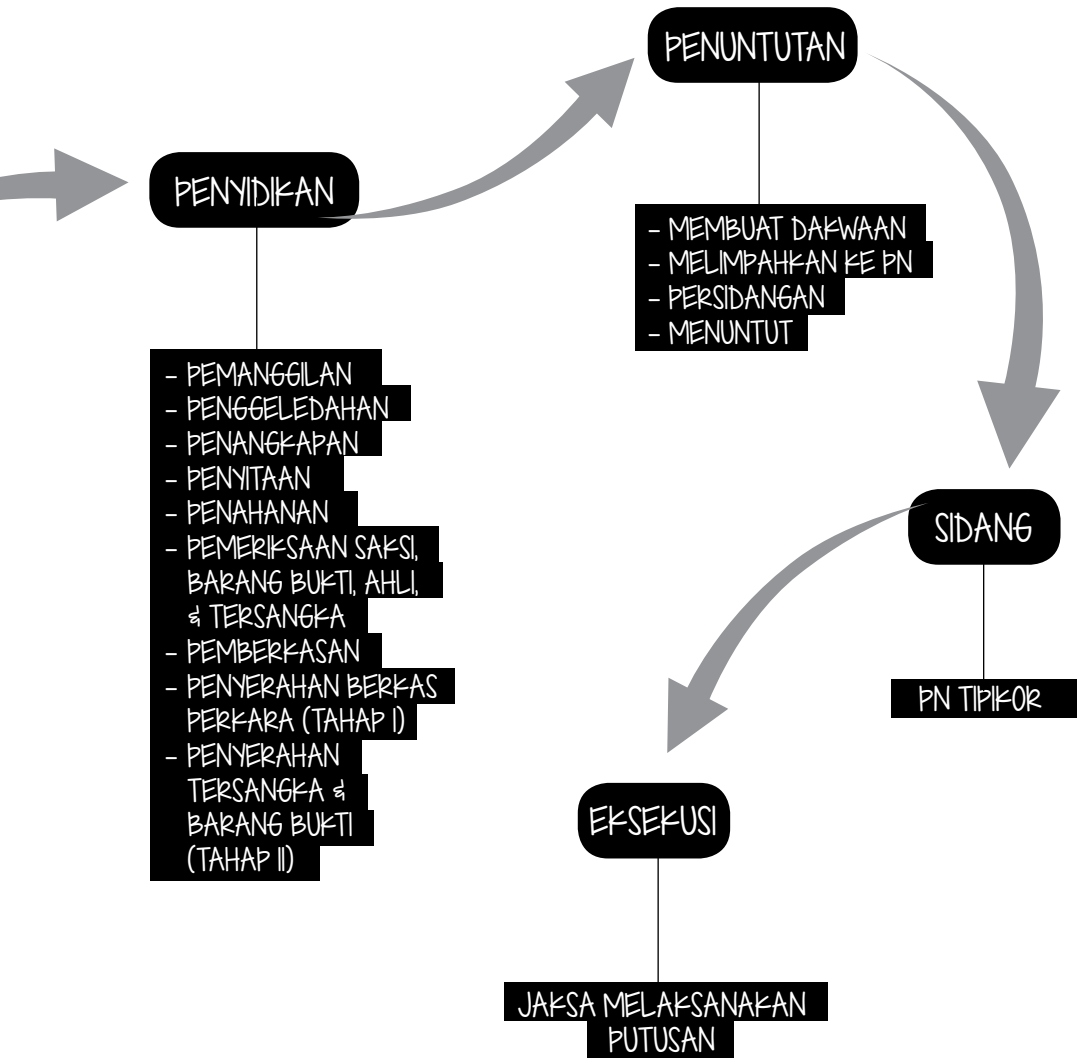 PENUNTUTAN
PENYIDIKAN
- MEMBUAT DAKWAAN
- MELIMPAHKAN KE PN
- PERSIDANGAN
- MENUNTUT
- PEMANGGILAN
- PENGGELEDAHAN
- PENANGKAPAN
- PENYITAAN
- PENAHANAN
- PEMERIKSAAN SAKSI,
BARANG BUKTI, AHLI,
& TERSANGKA
- PEMBERKASAN
- PENYERAHAN BERKAS
PERKARA (TAHAP I)
- PENYERAHAN
TERSANGKA &
BARANG BUKTI
(TAHAP II)
SIDANG
PN TIPIKOR
EKSEKUSI
JAKSA MELAKSANAKAN
PUTUSAN